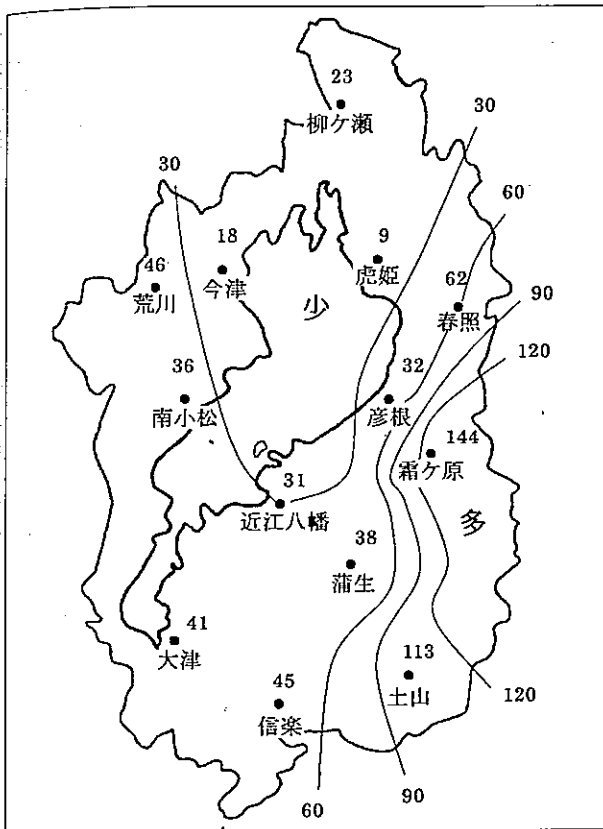 23
柳ケ瀬
30
30
60
18
今津
9
虎姫
46
荒川
62
春照
90
少
120
36
南小松
32
彦根
144
霜ケ原
31
近江八幡
多
38
蒲生
41
大津
113
土山
120
45
信楽
90
60